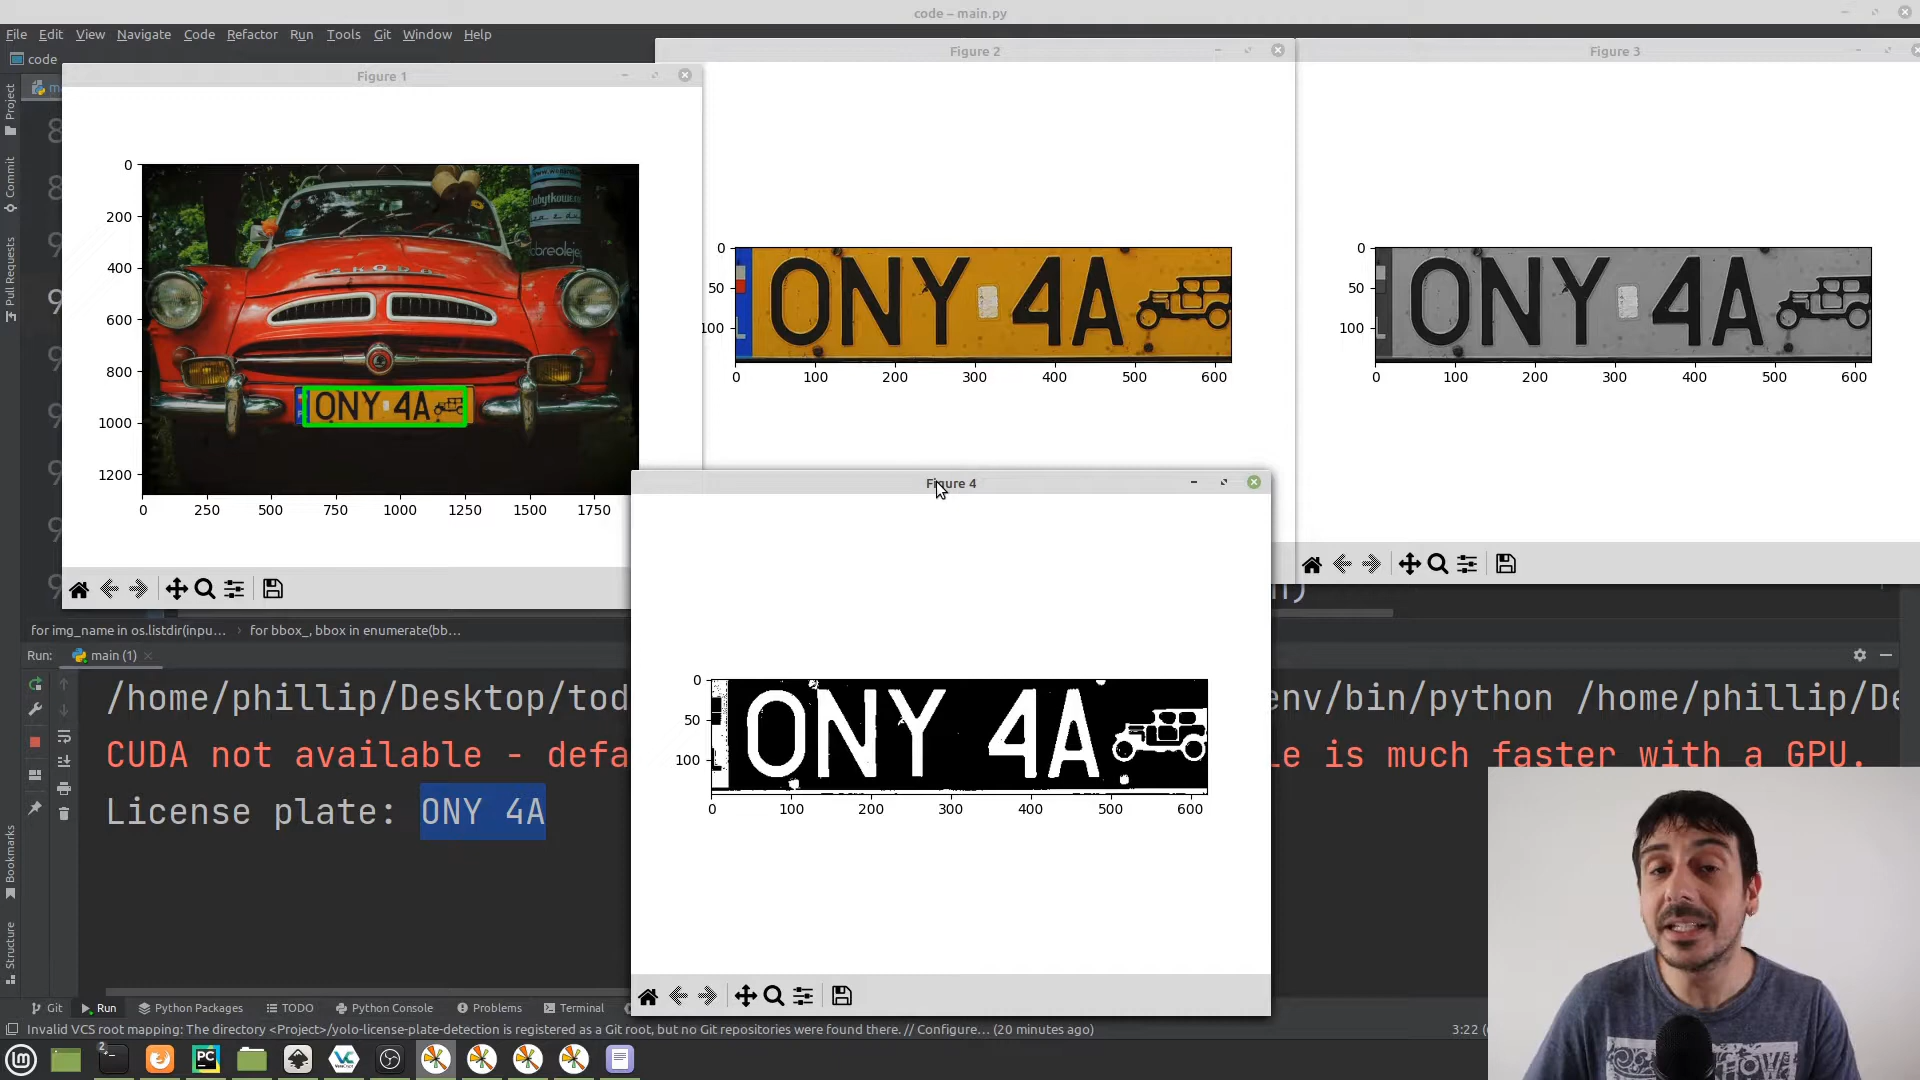 code – main.py
File Edit View Navigate Code Refactor Run Tools Git Window Help
code
Figure 1
Figure 2
Figure 3
Project
Commit
Pull Requests
Bookmarks
Structure
0
200
400
600
800
1000
1200
0 250 500 750 1000 1250 1500 1750
SKODA
ONY 4A
0
50
100
ONY 4A
0 100 200 300 400 500 600
0
50
100
ONY 4A
0 100 200 300 400 500 600
Figure 4
0
50
100
ONY 4A
0 100 200 300 400 500 600
for img_name in os.listdir(inpu... › for bbox_, bbox in enumerate(bb...
Run: main (1)
/home/phillip/Desktop/tod
env/bin/python /home/phillip/De
CUDA not available - defa
le is much faster with a GPU.
License plate: ONY 4A
Git Run Python Packages TODO Python Console Problems Terminal
Invalid VCS root mapping: The directory <Project>/yolo-license-plate-detection is registered as a Git root, but no Git repositories were found there. // Configure... (20 minutes ago)
3:22